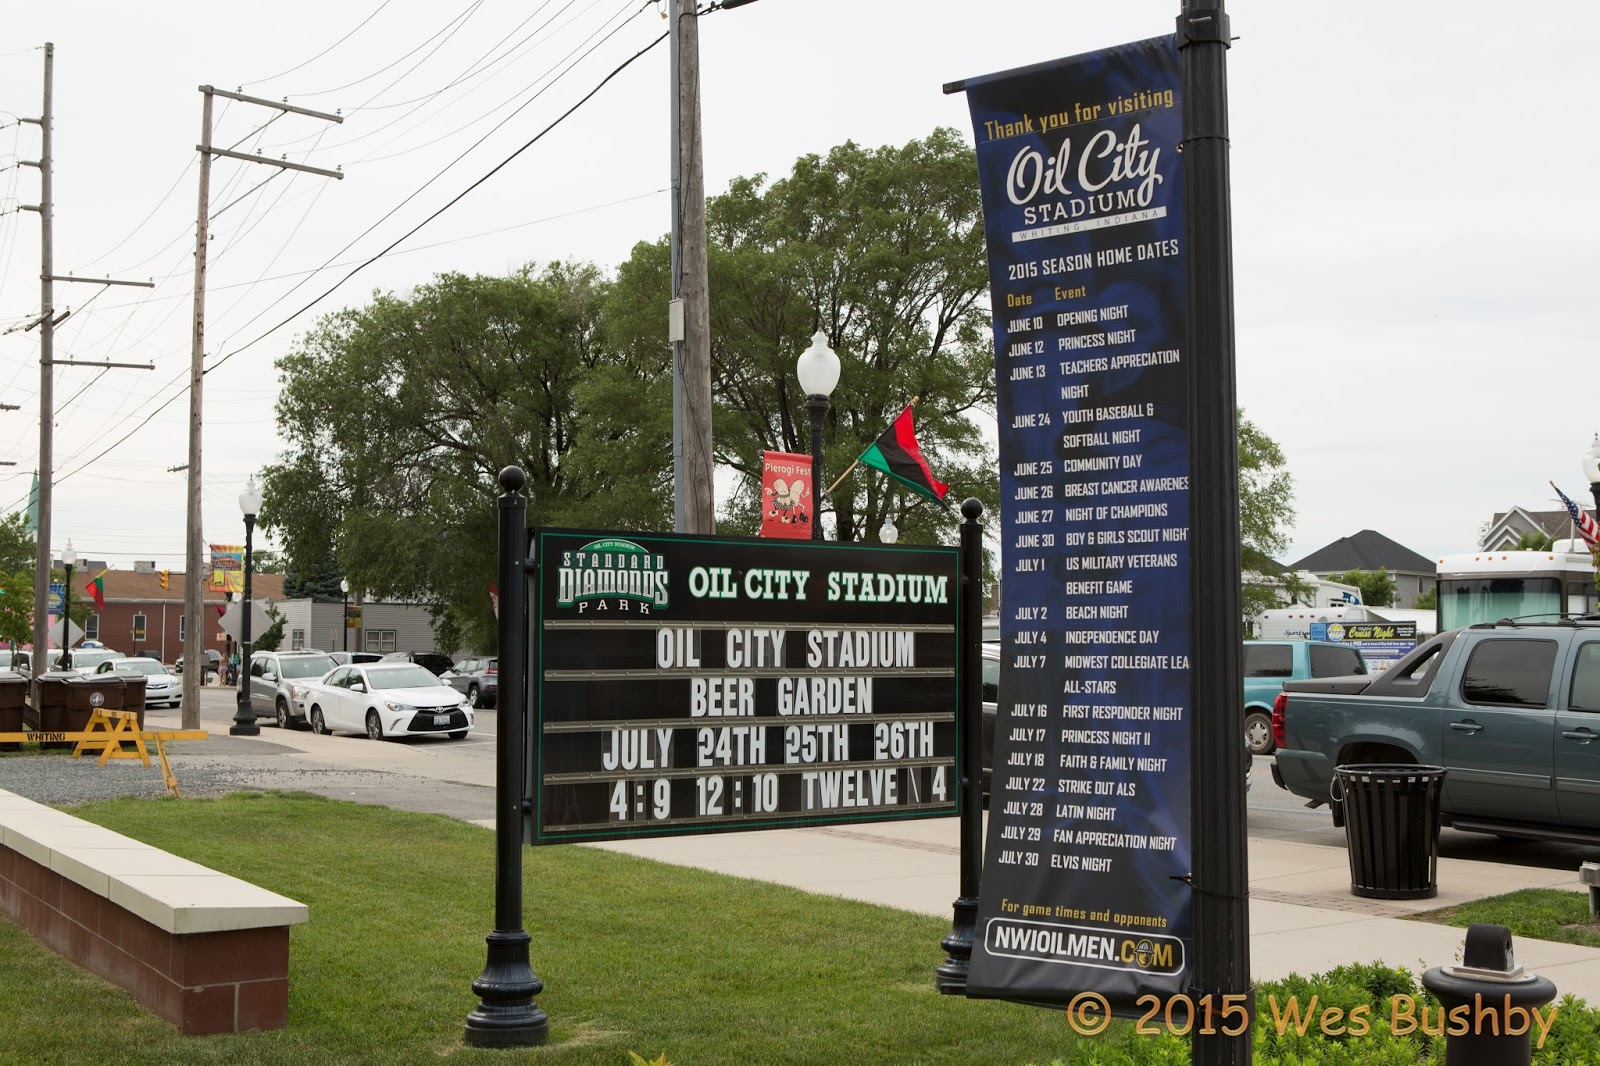 Thank you for visiting
Oil City
STADIUM
WHITING, INDIANA
2015 SEASON HOME DATES
Date Event
JUNE 10 OPENING NIGHT
JUNE 12 PRINCESS NIGHT
JUNE 13 TEACHERS APPRECIATION
NIGHT
JUNE 24 YOUTH BASEBALL &
SOFTBALL NIGHT
JUNE 25 COMMUNITY DAY
JUNE 26 BREAST CANCER AWARENES
JUNE 27 NIGHT OF CHAMPIONS
JUNE 30 BOY & GIRLS SCOUT NIGHT
JULY 1 US MILITARY VETERANS
BENEFIT GAME
JULY 2 BEACH NIGHT
JULY 4 INDEPENDENCE DAY
JULY 7 MIDWEST COLLEGIATE LEA
ALL-STARS
JULY 16 FIRST RESPONDER NIGHT
JULY 17 PRINCESS NIGHT II
JULY 18 FAITH & FAMILY NIGHT
JULY 22 STRIKE OUT ALS
JULY 28 LATIN NIGHT
JULY 29 FAN APPRECIATION NIGHT
JULY 30 ELVIS NIGHT
For game times and opponents
NWIOILMEN.COM
Pierogi Fest
OIL CITY STADIUM
STANDARD
DIAMONDS
PARK
OIL CITY STADIUM
OIL CITY STADIUM
BEER GARDEN
JULY 24TH 25TH 26TH
4:9 12:10 TWELVE \ 4
WHITING
Cruise Night
© 2015 Wes Bushby